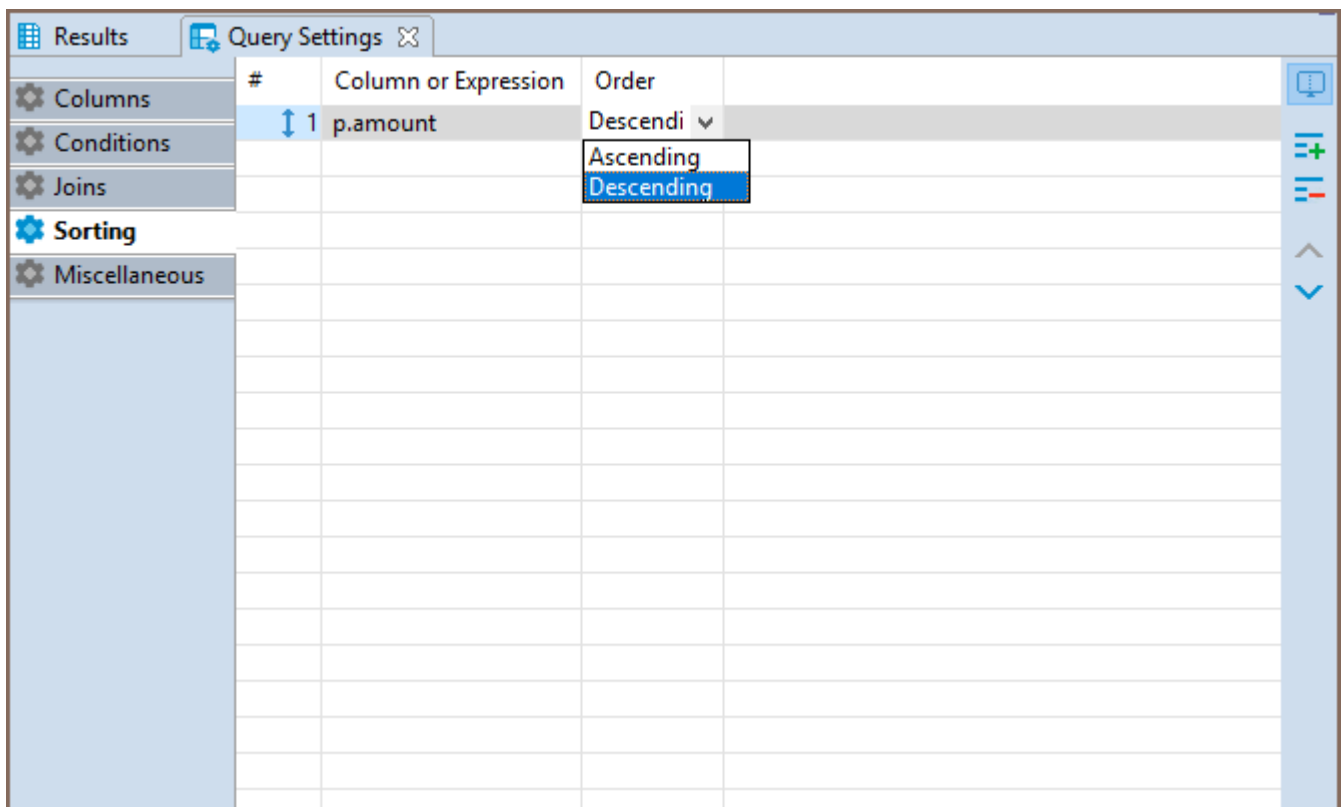 Results Query Settings
# Column or Expression Order
Columns
1 p.amount Descendi
Conditions
Ascending
Joins
Descending
Sorting
Miscellaneous